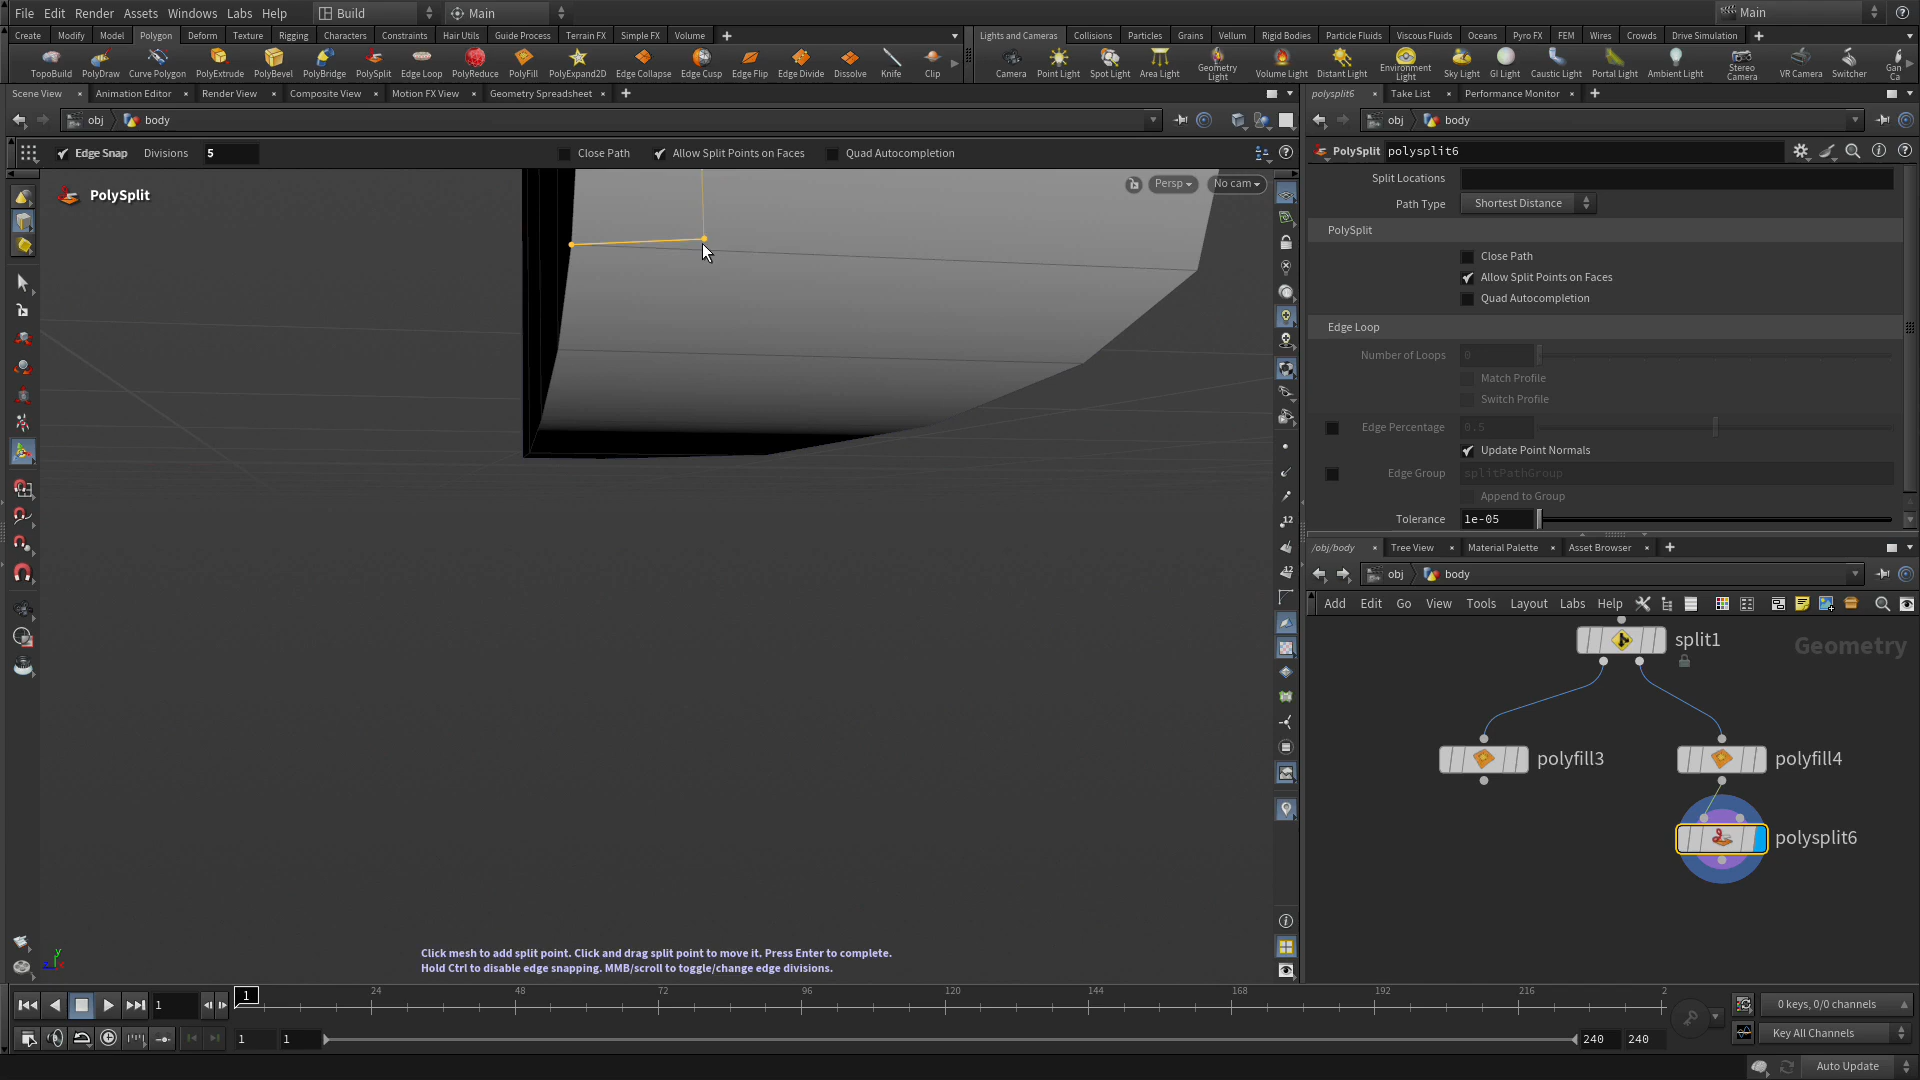 File Edit Render Assets Windows Labs Help Build Main Main
Create Modify Model Polygon Deform Texture Rigging Characters Constraints Hair Utils Guide Process Terrain FX Simple FX Volume
Lights and Cameras Collisions Particles Grains Vellum Rigid Bodies Particle Fluids Viscous Fluids Oceans Pyro FX FEM Wires Crowds Drive Simulation
TopoBuild PolyDraw Curve Polygon PolyExtrude PolyBevel PolyBridge PolySplit Edge Loop PolyReduce PolyFill PolyExpand2D Edge Collapse Edge Cusp Edge Flip Edge Divide Dissolve Knife Clip
Camera Point Light Spot Light Area Light Geometry Light Volume Light Distant Light Environment Light Sky Light GI Light Caustic Light Portal Light Ambient Light Stereo Camera VR Camera Switcher Gan Ca
Scene View Animation Editor Render View Composite View Motion FX View Geometry Spreadsheet
polysplit6 Take List Performance Monitor
obj body
obj body
Edge Snap Divisions 5 Close Path Allow Split Points on Faces Quad Autocompletion
PolySplit polysplit6
PolySplit
Persp No cam
Split Locations
Path Type Shortest Distance
PolySplit
Close Path
Allow Split Points on Faces
Quad Autocompletion
Edge Loop
Number of Loops 0
Match Profile
Switch Profile
Edge Percentage 0.5
Update Point Normals
Edge Group splitPathGroup
Append to Group
Tolerance 1e-05
12
12
/obj/body Tree View Material Palette Asset Browser
obj body
Add Edit Go View Tools Layout Labs Help
Geometry
split1
polyfill3
polyfill4
polysplit6
y
Click mesh to add split point. Click and drag split point to move it. Press Enter to complete.
Hold Ctrl to disable edge snapping. MMB/scroll to toggle/change edge divisions.
1 1 24 48 72 96 120 144 168 192 216 2
0 keys, 0/0 channels
1 1 240 240
Key All Channels
Auto Update